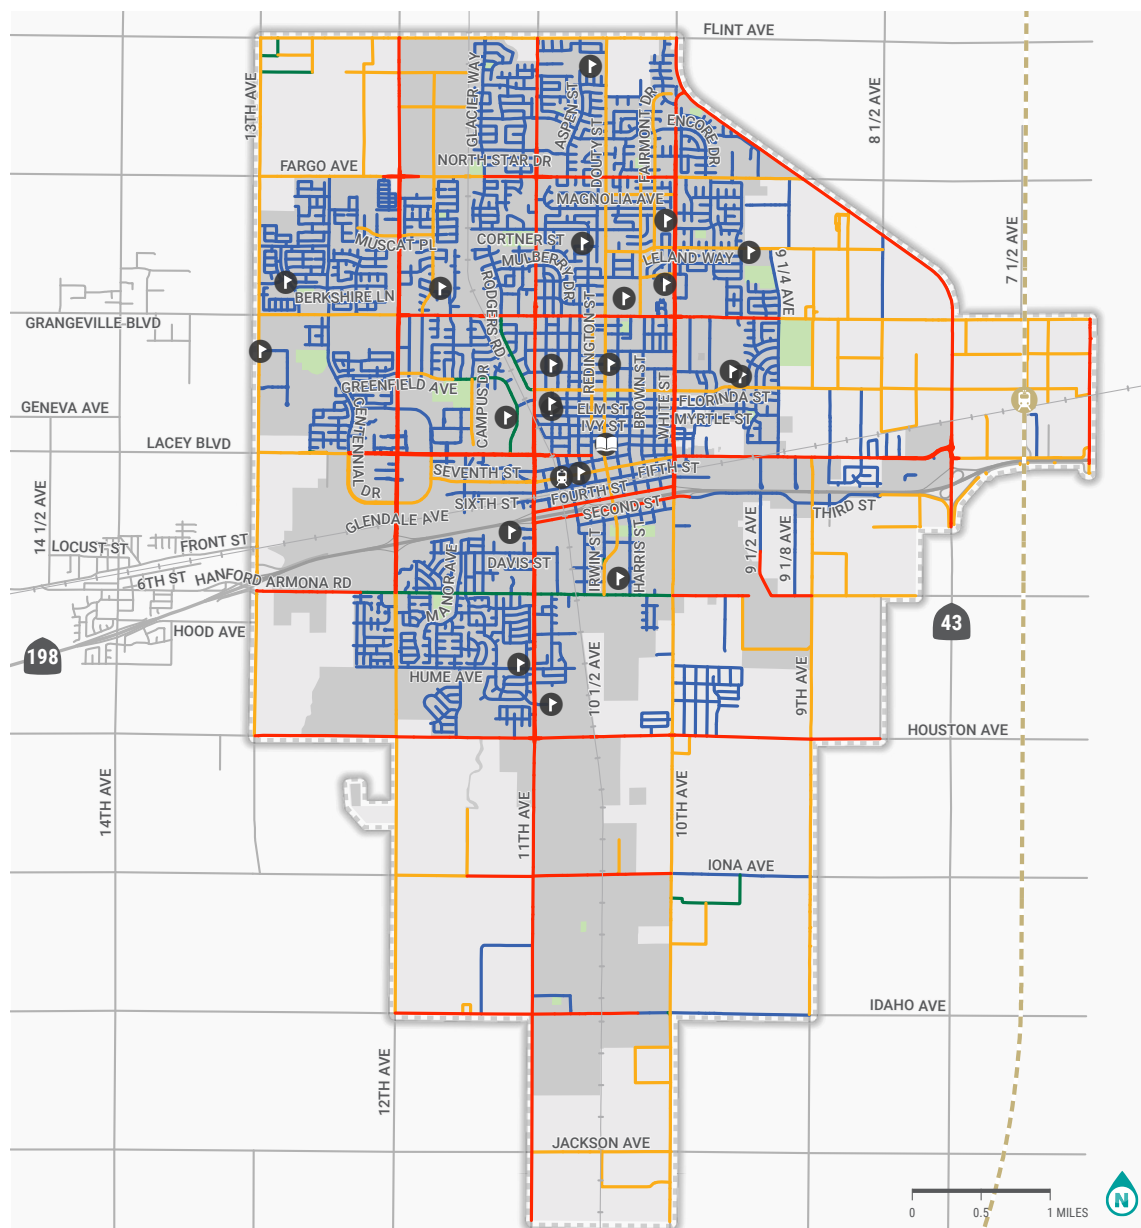 FLINT AVE
13TH AVE
GLACIER WAY
ASPEN ST
DOUTY ST
FAIRMONT DR
ENCORE DR
8 1/2 AVE
FARGO AVE
NORTH STAR DR
MAGNOLIA AVE
MUSCAT PL
CORTNER ST
MULBERRY DR
LELAND WAY
9 1/4 AVE
7 1/2 AVE
BERKSHIRE LN
RODGERS RD
REDINGTON ST
GRANGEVILLE BLVD
GREENFIELD AVE
CENTENNIAL DR
CAMPUS DR
BROWN ST
WHITE ST
FLORINDA ST
ELM ST
MYRTLE ST
IVY ST
GENEVA AVE
LACEY BLVD
SEVENTH ST
FIFTH ST
SIXTH ST
FOURTH ST
SECOND ST
THIRD ST
14 1/2 AVE
GLENDALE AVE
LOCUST ST
FRONT ST
6TH ST
HANFORD ARMONA RD
MANOR AVE
DAVIS ST
IRWIN ST
HARRIS ST
9 1/2 AVE
9 1/8 AVE
HOOD AVE
198
43
HUME AVE
10 1/2 AVE
9TH AVE
HOUSTON AVE
14TH AVE
11TH AVE
10TH AVE
IONA AVE
IDAHO AVE
12TH AVE
JACKSON AVE
N
0 0.5 1 MILES